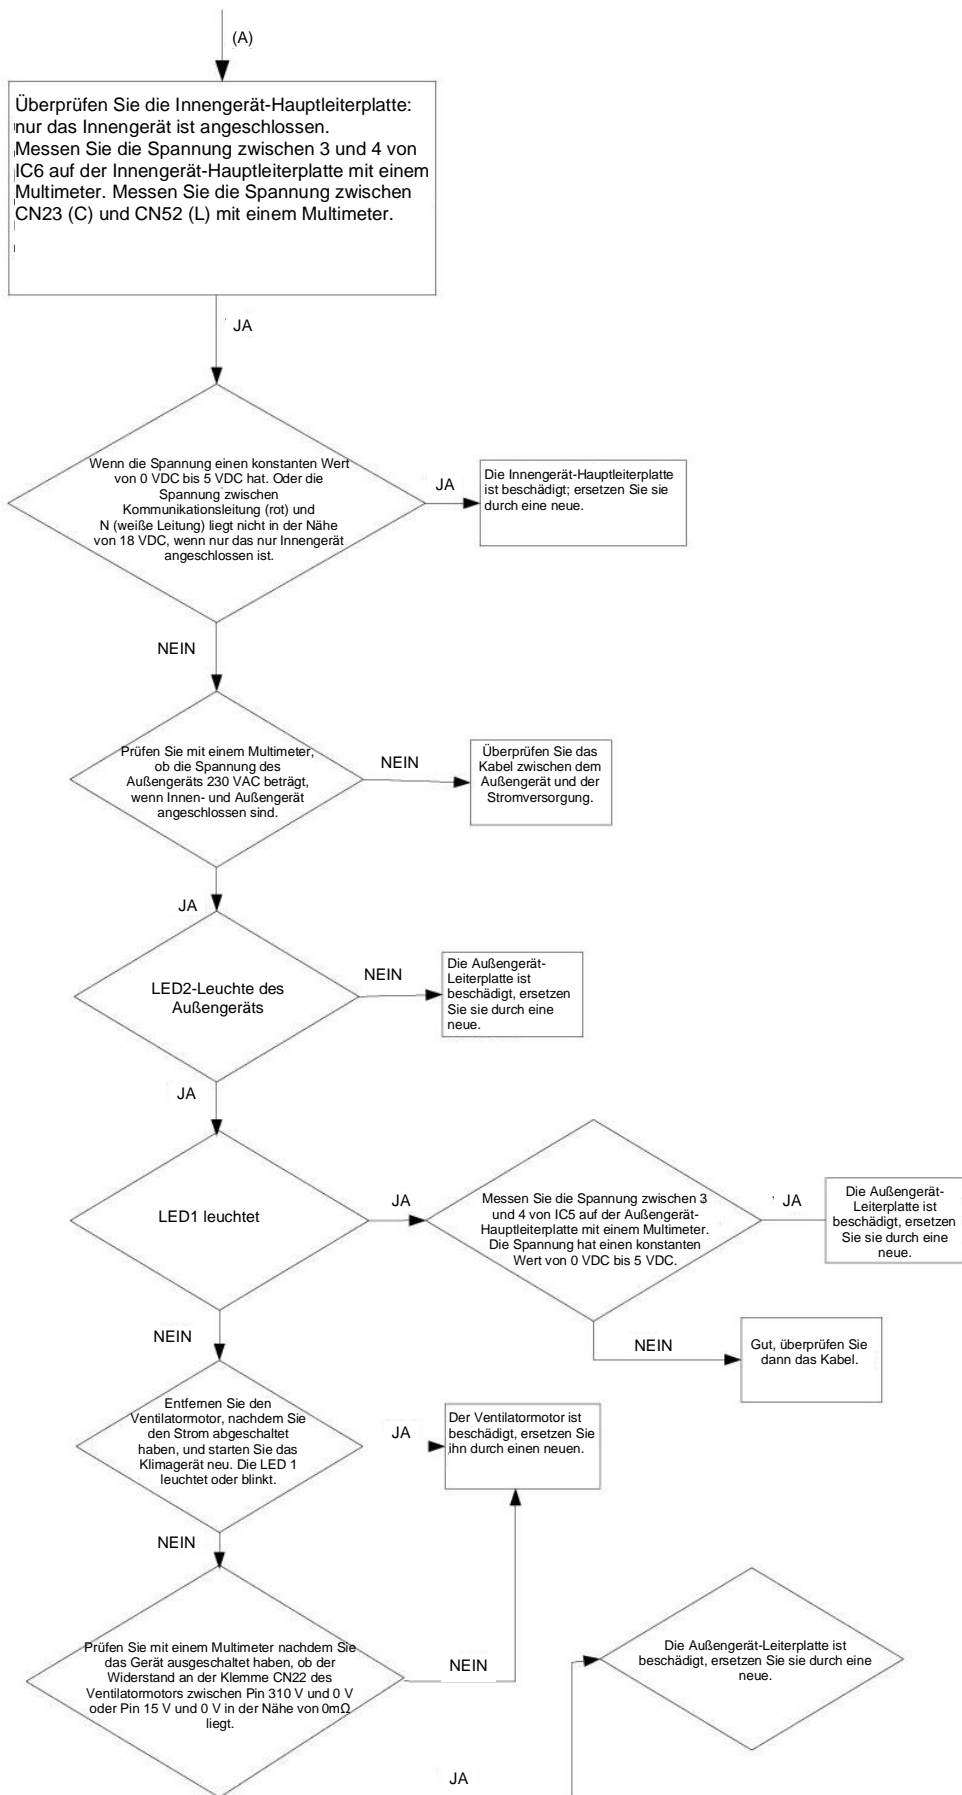 (A)
Überprüfen Sie die Innengerät-Hauptleiterplatte:
nur das Innengerät ist angeschlossen.
Messen Sie die Spannung zwischen 3 und 4 von
IC6 auf der Innengerät-Hauptleiterplatte mit einem
Multimeter. Messen Sie die Spannung zwischen
CN23 (C) und CN52 (L) mit einem Multimeter.
JA
Wenn die Spannung einen konstanten Wert
von 0 VDC bis 5 VDC hat. Oder die
Spannung zwischen
Kommunikationsleitung (rot) und
N (weiße Leitung) liegt nicht in der Nähe
von 18 VDC, wenn nur das nur Innengerät
angeschlossen ist.
JA
Die Innengerät-Hauptleiterplatte
ist beschädigt; ersetzen Sie sie
durch eine neue.
NEIN
Prüfen Sie mit einem Multimeter,
ob die Spannung des
Außengeräts 230 VAC beträgt,
wenn Innen- und Außengerät
angeschlossen sind.
NEIN
Überprüfen Sie das
Kabel zwischen dem
Außengerät und der
Stromversorgung.
JA
LED2-Leuchte des
Außengeräts
NEIN
Die Außengerät-
Leiterplatte ist
beschädigt, ersetzen
Sie sie durch eine
neue.
JA
LED1 leuchtet
JA
Messen Sie die Spannung zwischen 3
und 4 von IC5 auf der Außengerät-
Hauptleiterplatte mit einem Multimeter.
Die Spannung hat einen konstanten
Wert von 0 VDC bis 5 VDC.
JA
Die Außengerät-
Leiterplatte ist
beschädigt, ersetzen
Sie sie durch eine
neue.
NEIN
Gut, überprüfen Sie
dann das Kabel.
NEIN
Entfernen Sie den
Ventilatormotor, nachdem Sie
den Strom abgeschaltet
haben, und starten Sie das
Klimagerät neu. Die LED 1
leuchtet oder blinkt.
JA
Der Ventilatormotor ist
beschädigt, ersetzen Sie
ihn durch einen neuen.
NEIN
Prüfen Sie mit einem Multimeter nachdem Sie
das Gerät ausgeschaltet haben, ob der
Widerstand an der Klemme CN22 des
Ventilatormotors zwischen Pin 310 V und 0 V
oder Pin 15 V und 0 V in der Nähe von 0mΩ
liegt.
NEIN
Die Außengerät-Leiterplatte ist
beschädigt, ersetzen Sie sie durch eine
neue.
JA